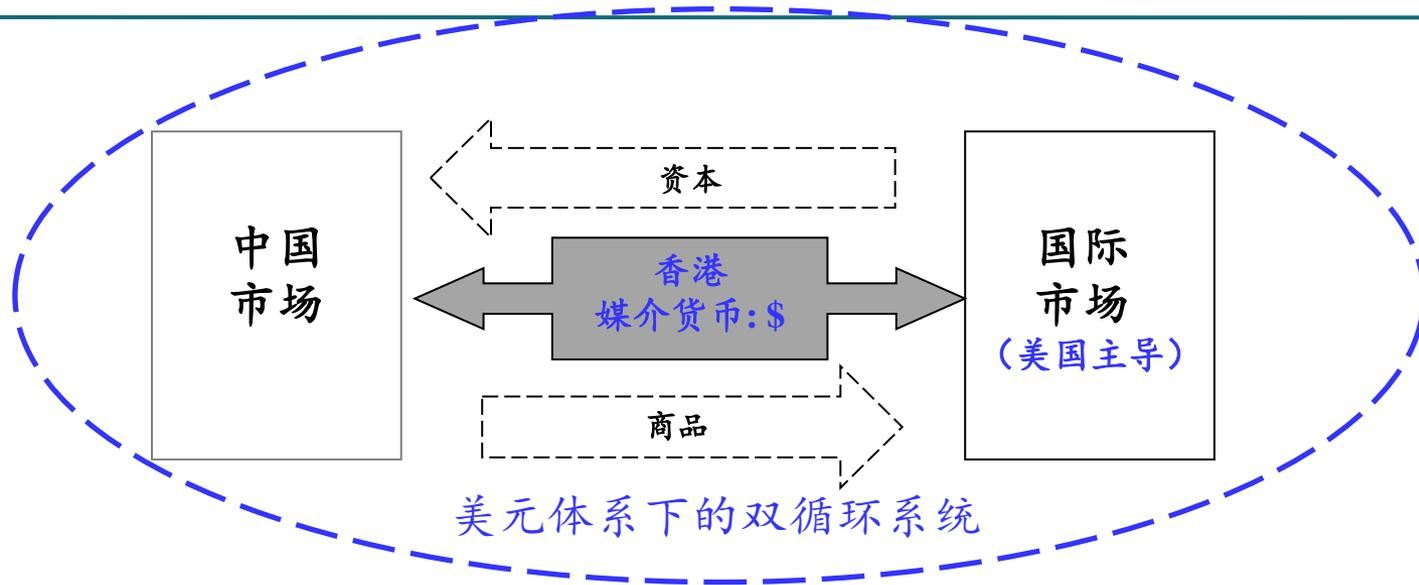 资本
中国
市场
香港
媒介货币: $
国际
市场
（美国主导）
商品
美元体系下的双循环系统